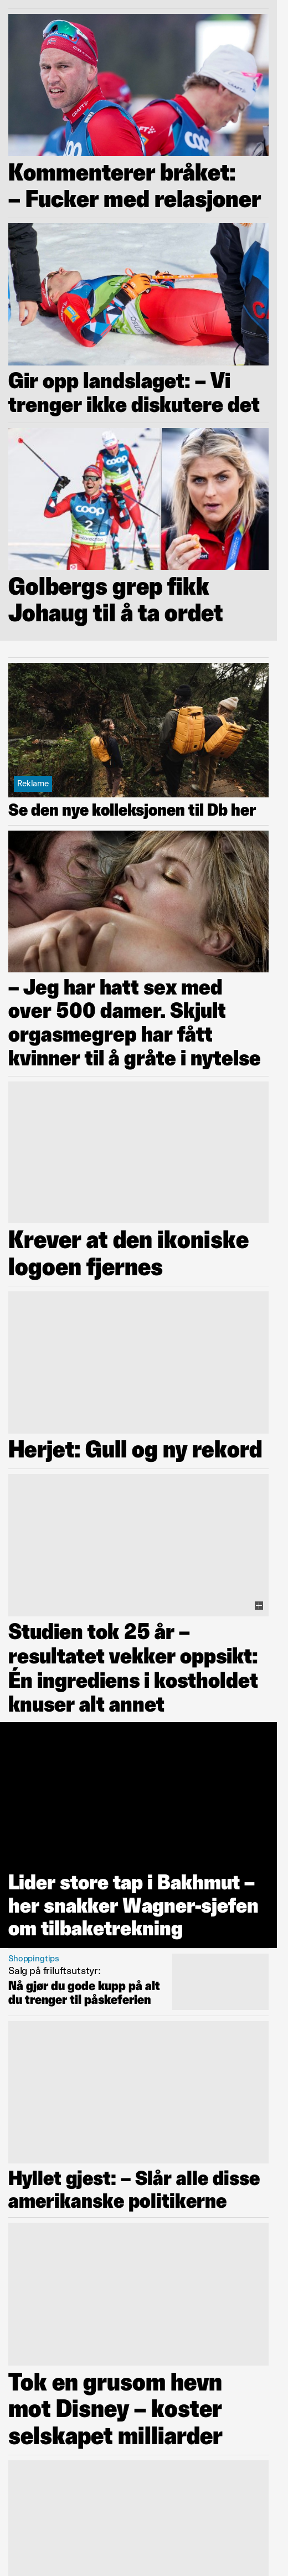 Kommenterer bråket:
– Fucker med relasjoner
Gir opp landslaget: – Vi
trenger ikke diskutere det
Golbergs grep fikk
Johaug til å ta ordet
Reklame
Se den nye kolleksjonen til Db her
– Jeg har hatt sex med
over 500 damer. Skjult
orgasmegrep har fått
kvinner til å gråte i nytelse
Krever at den ikoniske
logoen fjernes
Herjet: Gull og ny rekord
Studien tok 25 år –
resultatet vekker oppsikt:
Én ingrediens i kostholdet
knuser alt annet
Lider store tap i Bakhmut –
her snakker Wagner-sjefen
om tilbaketrekning
Shoppingtips
Salg på friluftsutstyr:
Nå gjør du gode kupp på alt
du trenger til påskeferien
Hyllet gjest: – Slår alle disse
amerikanske politikerne
Tok en grusom hevn
mot Disney – koster
selskapet milliarder